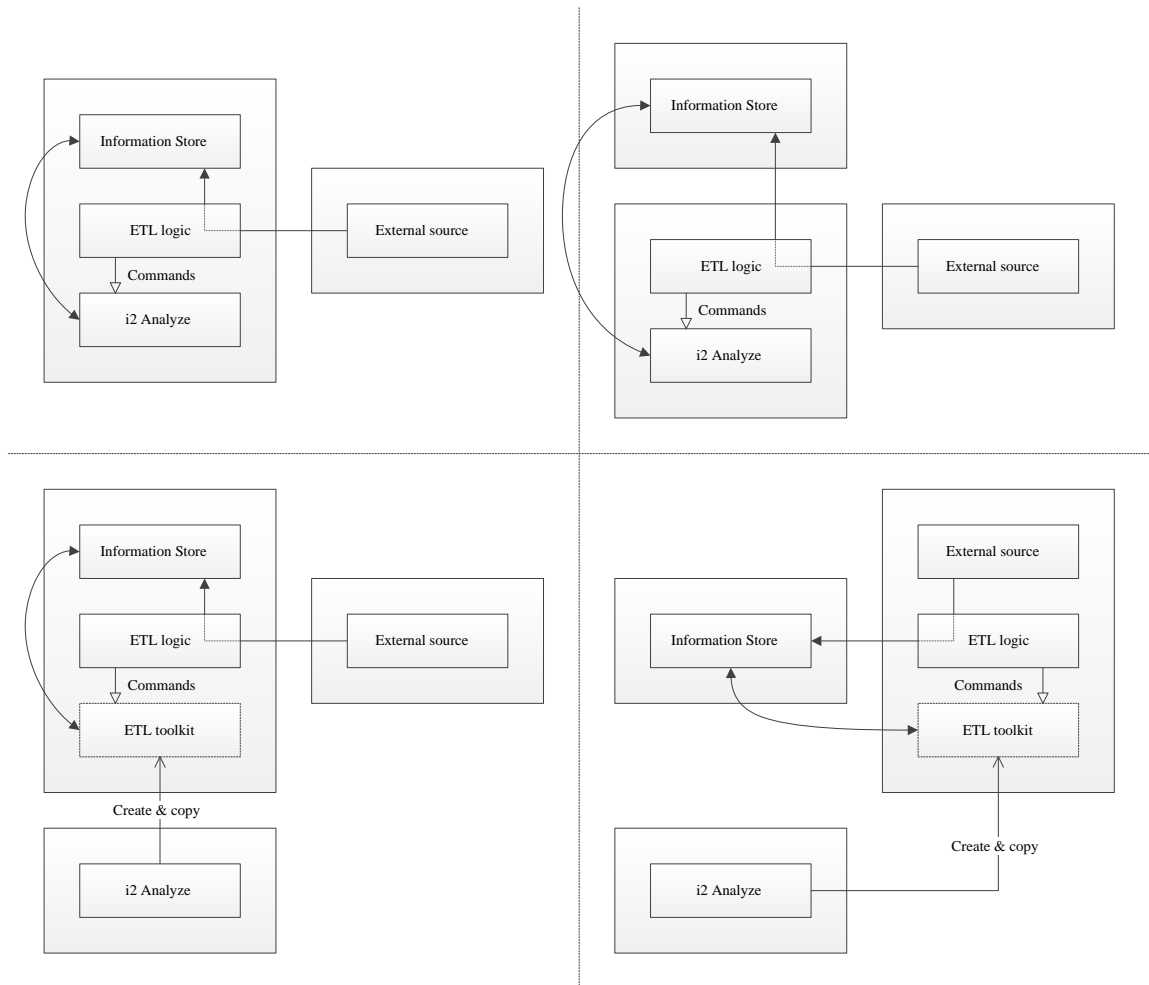 Information Store
ETL logic
Commands
i2 Analyze
External source
Information Store
ETL logic
Commands
i2 Analyze
External source
Information Store
ETL logic
Commands
ETL toolkit
Create & copy
i2 Analyze
External source
External source
Information Store
ETL logic
Commands
ETL toolkit
Create & copy
i2 Analyze